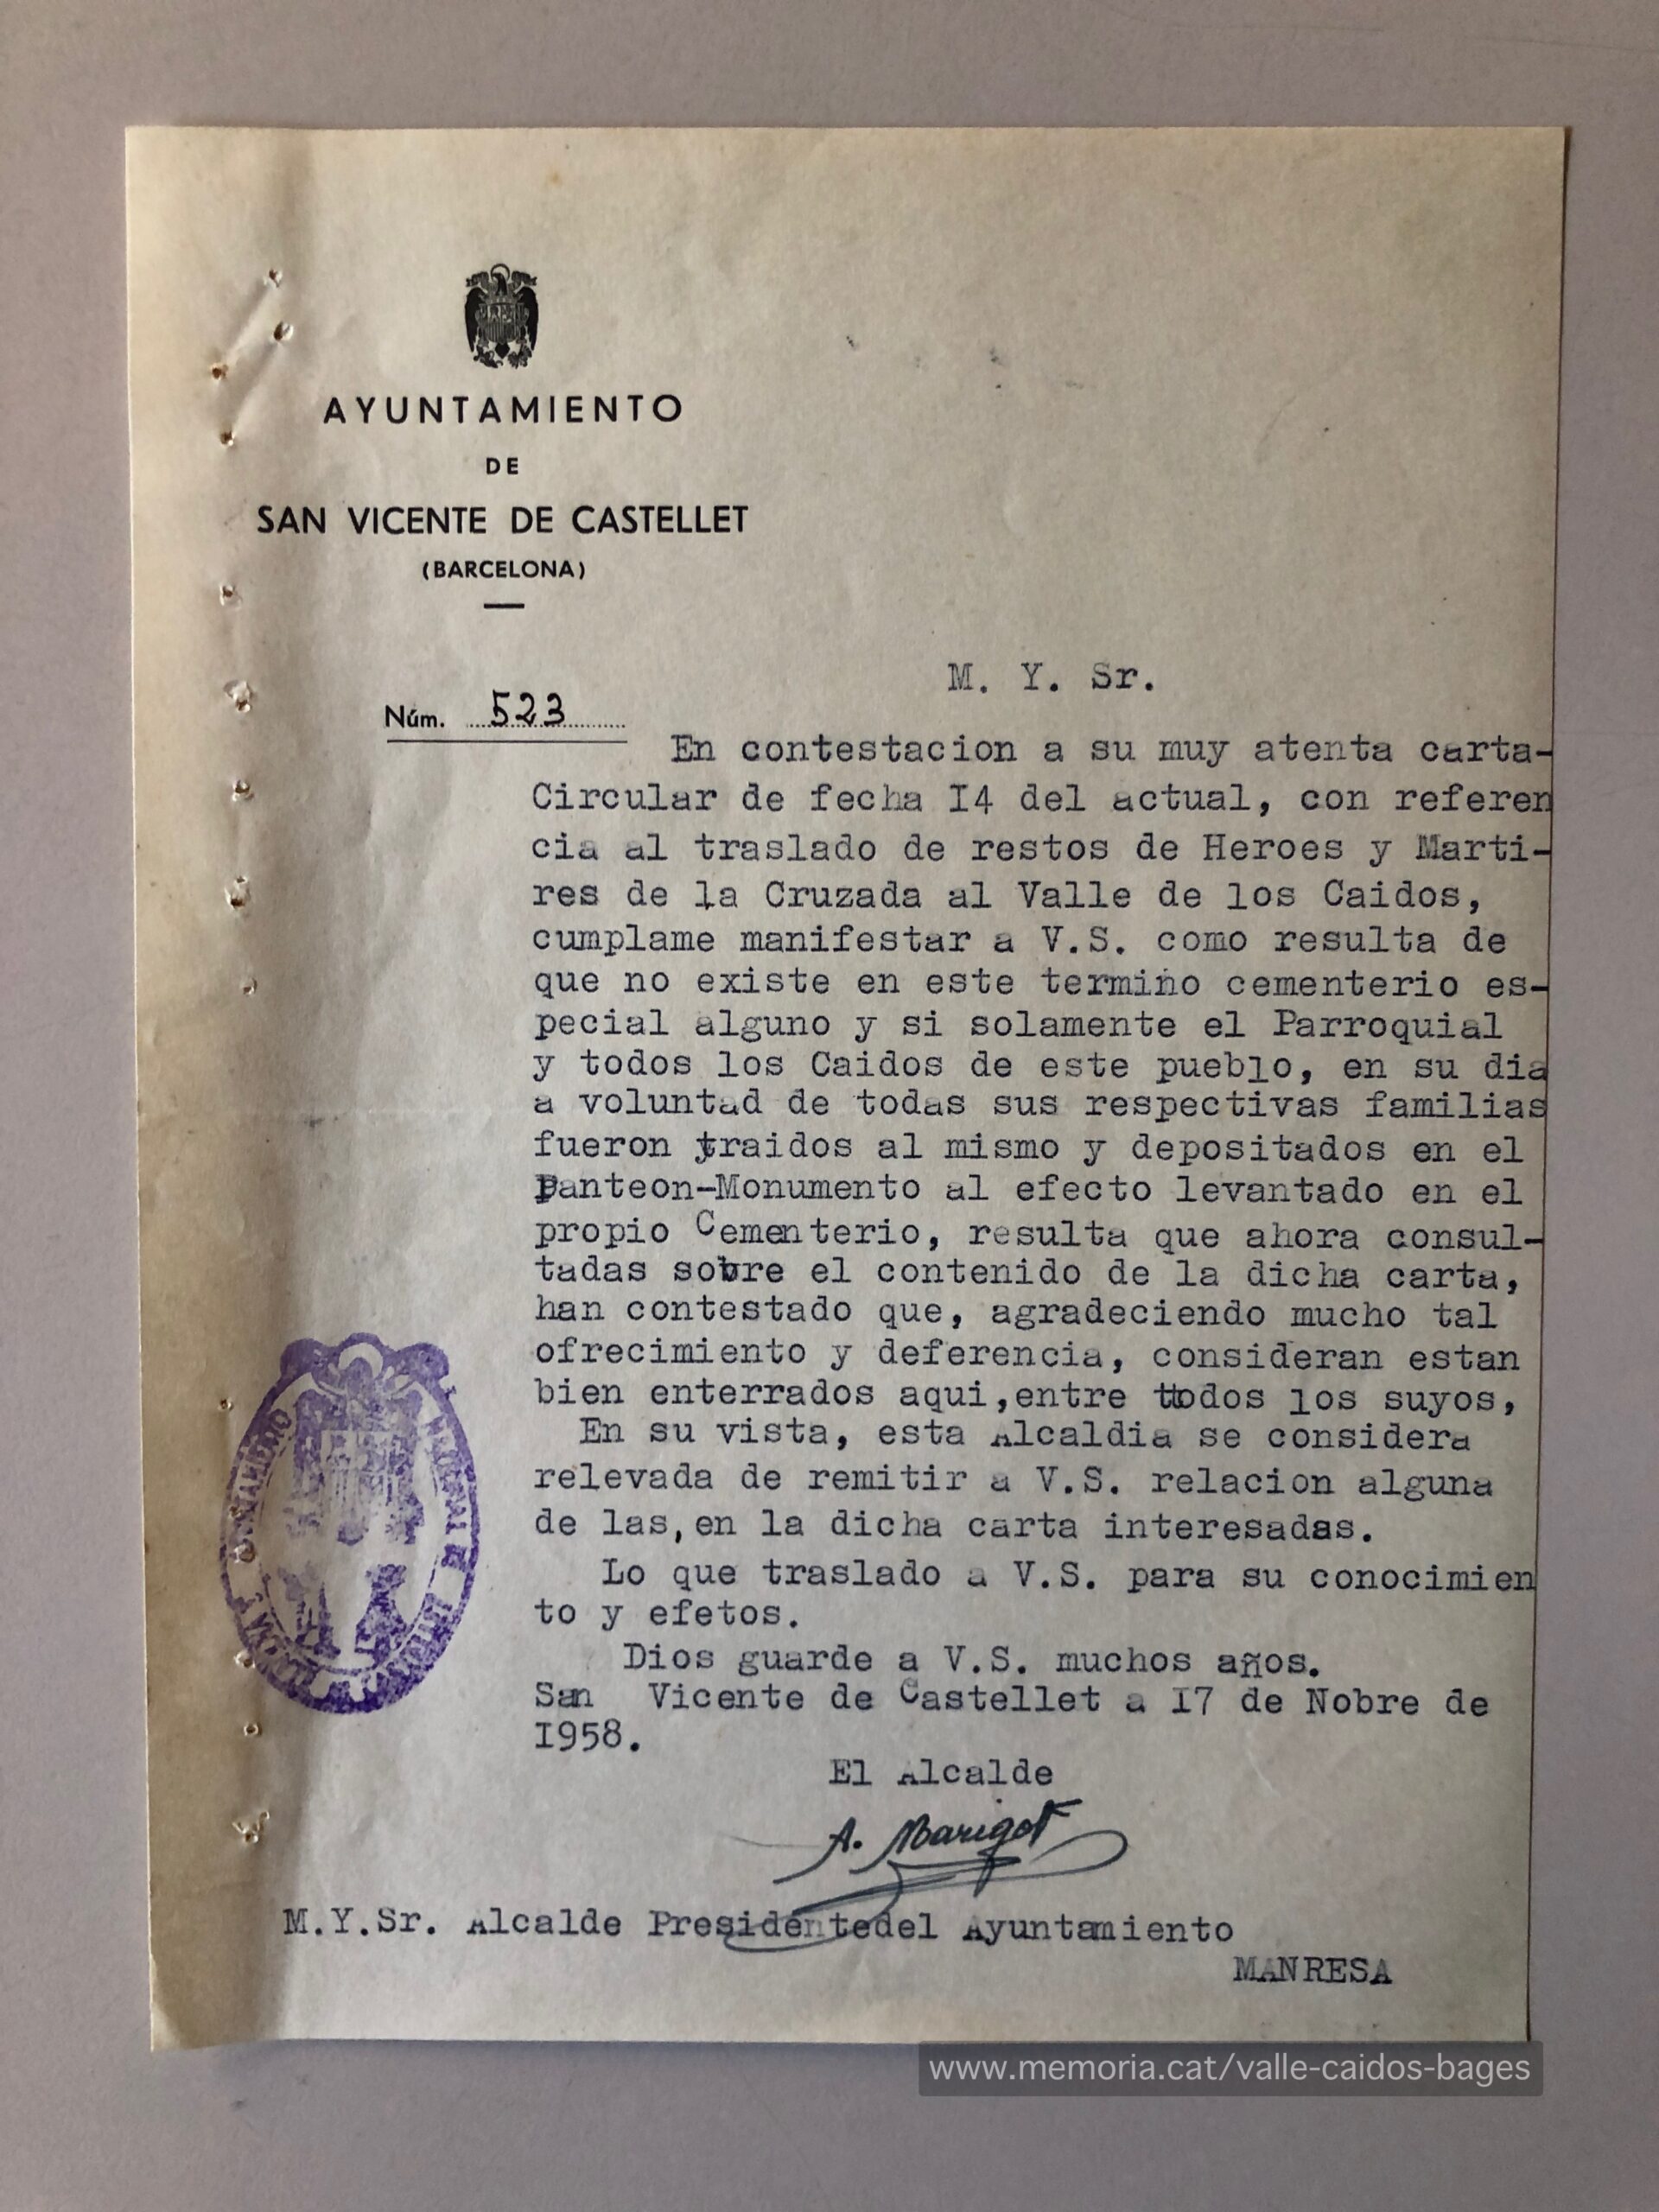 AYUNTAMIENTO
DE
SAN VICENTE DE CASTELLET
(BARCELONA)
Núm. 523
M. Y. Sr.
En contestacion a su muy atenta carta-
Circular de fecha I4 del actual, con referen
cia al traslado de restos de Heroes y Marti-
res de la Cruzada al Valle de los Caidos,
cumplame manifestar a V.S. como resulta de
que no existe en este termiño cementerio es-
pecial alguno y si solamente el Parroquial
y todos los Caidos de este pueblo, en su dia
a voluntad de todas sus respectivas familias
fueron traidos al mismo y depositados en el
Panteon-Monumento al efecto levantado en el
propio Cementerio, resulta que ahora consul-
tadas sobre el contenido de la dicha carta,
han contestado que, agradeciendo mucho tal
ofrecimiento y deferencia, consideran estan
bien enterrados aqui,entre todos los suyos,
En su vista, esta Alcaldia se considera
relevada de remitir a V.S. relacion alguna
de las,en la dicha carta interesadas.
Lo que traslado a V.S. para su conocimien
to y efetos.
Dios guarde a V.S. muchos años.
San Vicente de Castellet a I7 de Nobre de
I958.
El Alcalde
A. Marigot
M.Y.Sr. Alcalde Presidentedel Ayuntamiento
MANRESA
www.memoria.cat/valle-caidos-bages